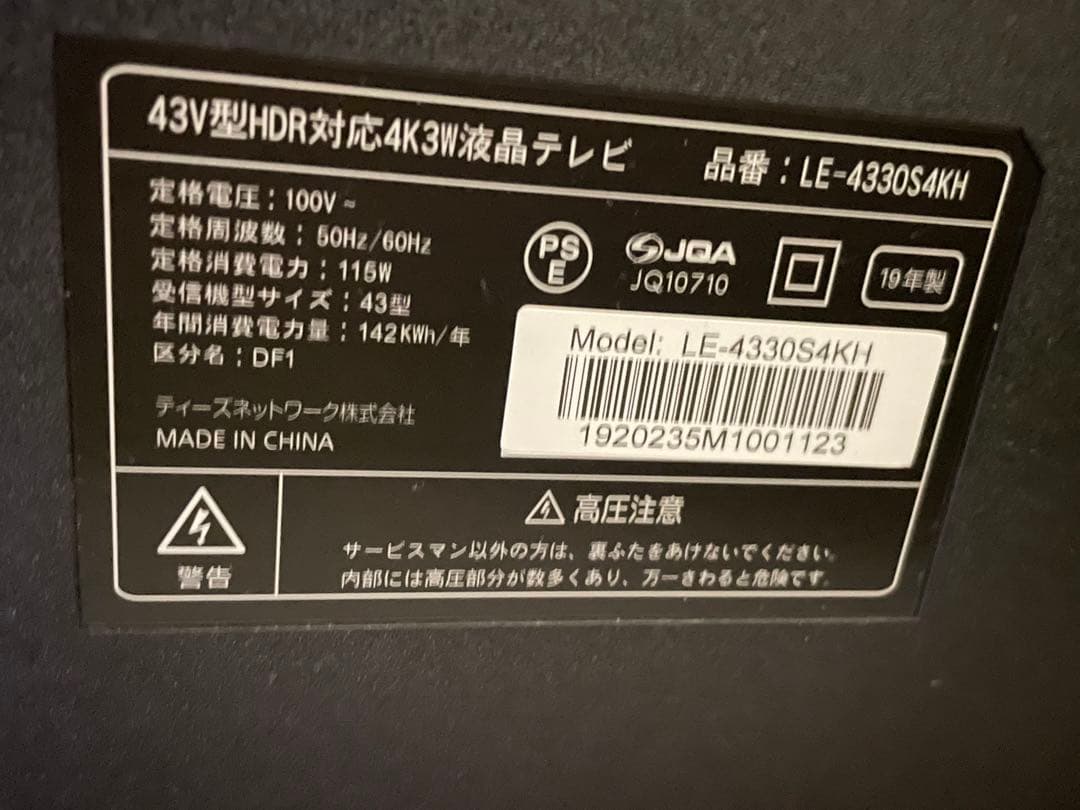 43V型HDR対応4K3W液晶テレビ 品番：LE-4330S4KH
定格電圧：100V～
定格周波数：50Hz/60Hz
定格消費電力：115W
受信機型サイズ：43型
年間消費電力量：142KWh/年
区分名：DF1
ティーズネットワーク株式会社
MADE IN CHINA
PS
E
JQA
JQ10710
19年製
Model: LE-4330S4KH
1920235M1001123
警告
高圧注意
サービスマン以外の方は、裏ふたをあけないでください。
内部には高圧部分が数多くあり、万一さわると危険です。